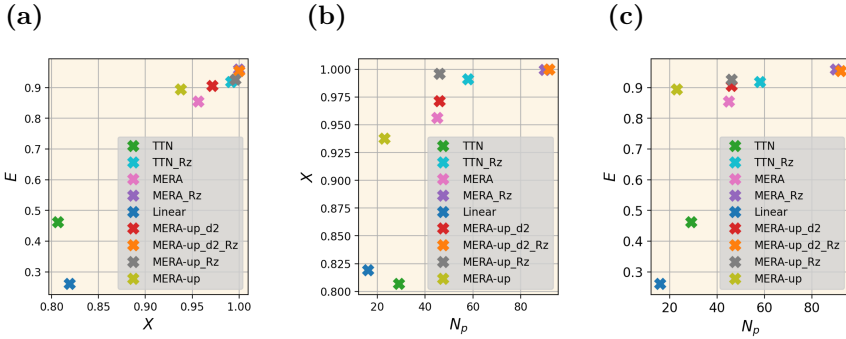 (a)
(b)
(c)
0.9
0.8
0.7
0.6
0.5
0.4
0.3
E
0.80
0.85
0.90
0.95
1.00
X
TTN
TTN_Rz
MERA
MERA_Rz
Linear
MERA-up_d2
MERA-up_d2_Rz
MERA-up_Rz
MERA-up
1.000
0.975
0.950
0.925
0.900
0.875
0.850
0.825
0.800
X
20
40
60
80
N_p
TTN
TTN_Rz
MERA
MERA_Rz
Linear
MERA-up_d2
MERA-up_d2_Rz
MERA-up_Rz
MERA-up
0.9
0.8
0.7
0.6
0.5
0.4
0.3
E
20
40
60
80
N_p
TTN
TTN_Rz
MERA
MERA_Rz
Linear
MERA-up_d2
MERA-up_d2_Rz
MERA-up_Rz
MERA-up